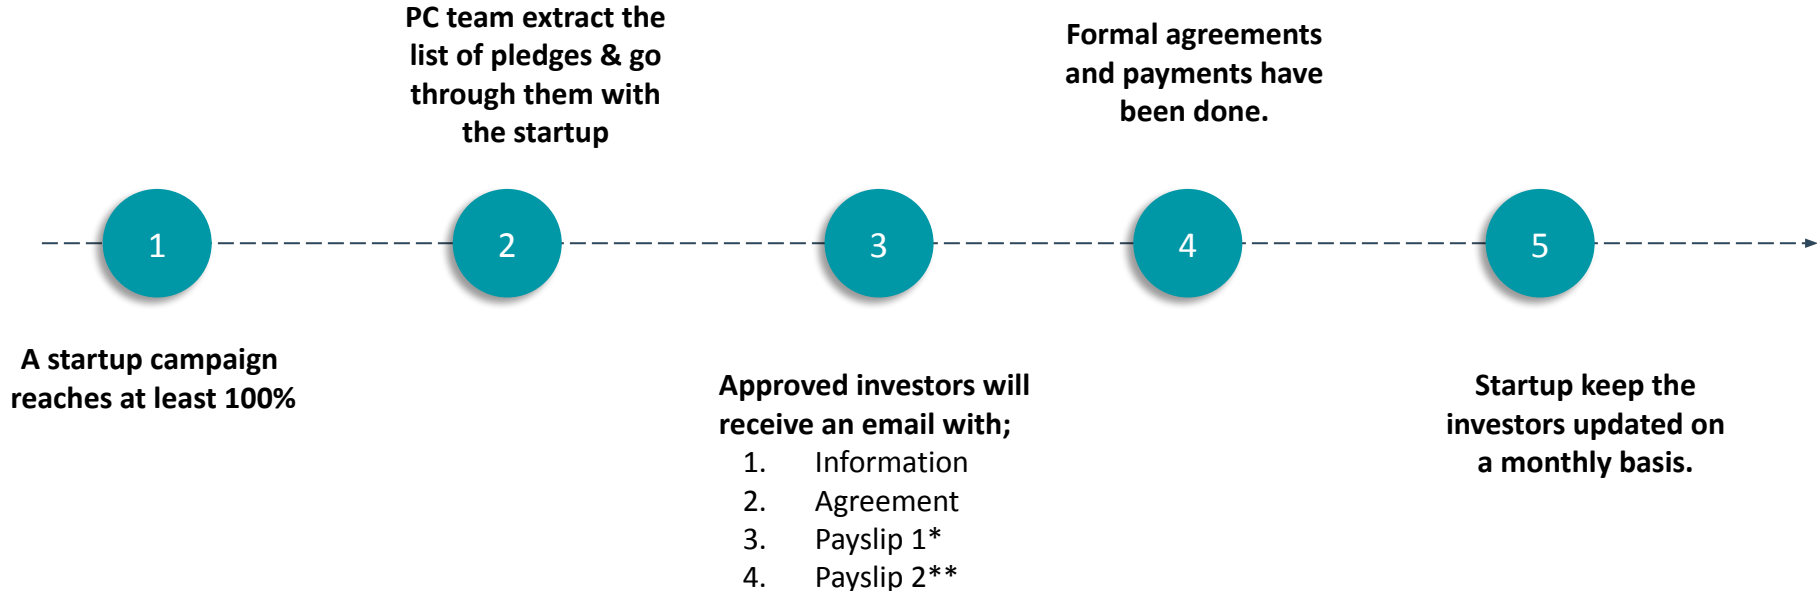 PC team extract the
list of pledges & go
through them with
the startup
Formal agreements
and payments have
been done.
1
2
3
4
5
A startup campaign
reaches at least 100%
Approved investors will
receive an email with;
1. Information
2. Agreement
3. Payslip 1*
4. Payslip 2**
Startup keep the
investors updated on
a monthly basis.